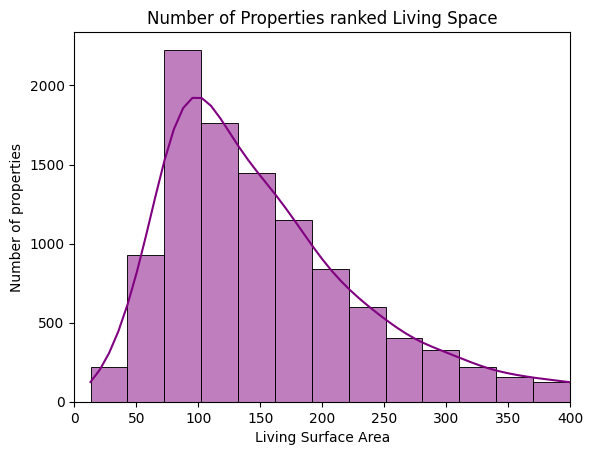 Number of Properties ranked Living Space
Number of properties
2000
1500
1000
500
0
0 50 100 150 200 250 300 350 400
Living Surface Area